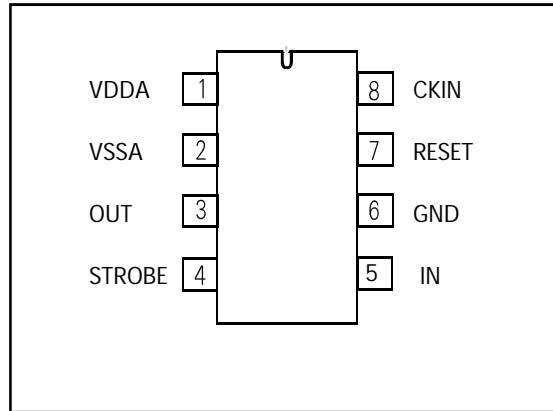 VDDA 1 8 CKIN
VSSA 2 7 RESET
OUT 3 6 GND
STROBE 4 5 IN